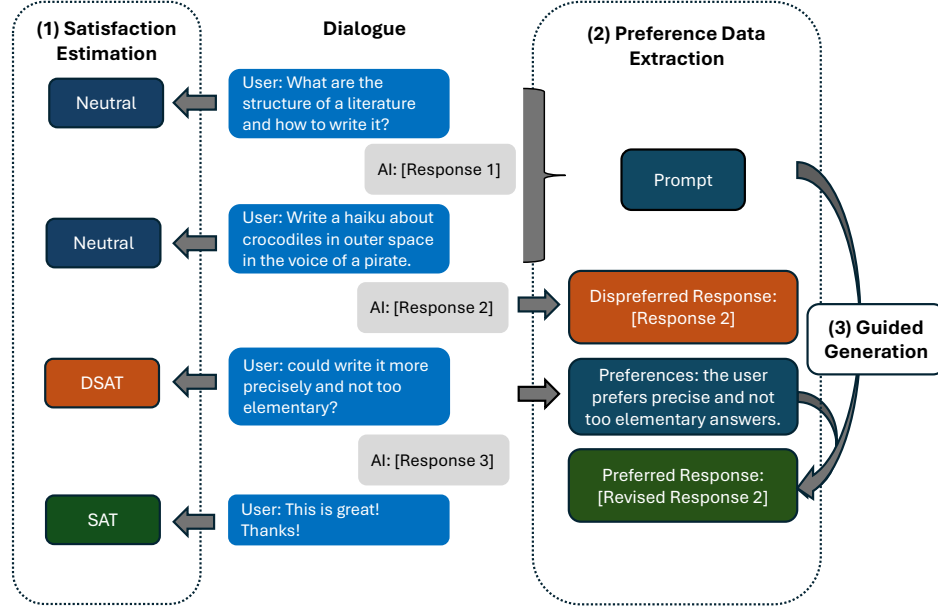 (1) Satisfaction
Estimation
Dialogue
(2) Preference Data
Extraction
Neutral
User: What are the
structure of a literature
and how to write it?
AI: [Response 1]
Prompt
Neutral
User: Write a haiku about
crocodiles in outer space
in the voice of a pirate.
AI: [Response 2]
Dispreferred Response:
[Response 2]
(3) Guided
Generation
DSAT
User: could write it more
precisely and not too
elementary?
Preferences: the user
prefers precise and not
too elementary answers.
AI: [Response 3]
Preferred Response:
[Revised Response 2]
SAT
User: This is great!
Thanks!